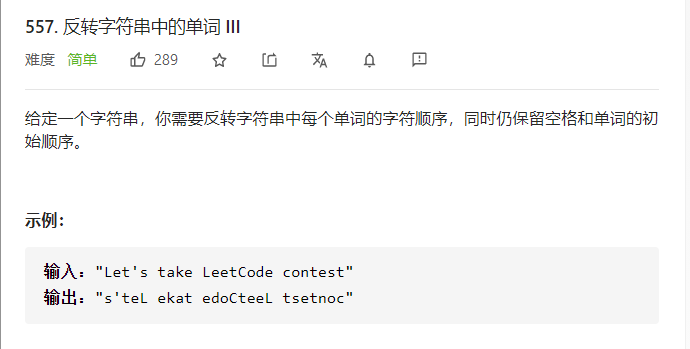 557. 反转字符串中的单词 III
难度 简单 289
给定一个字符串，你需要反转字符串中每个单词的字符顺序，同时仍保留空格和单词的初
始顺序。
示例：
输入："Let's take LeetCode contest"
输出："s'teL ekat edoCteeL tsetnoc"